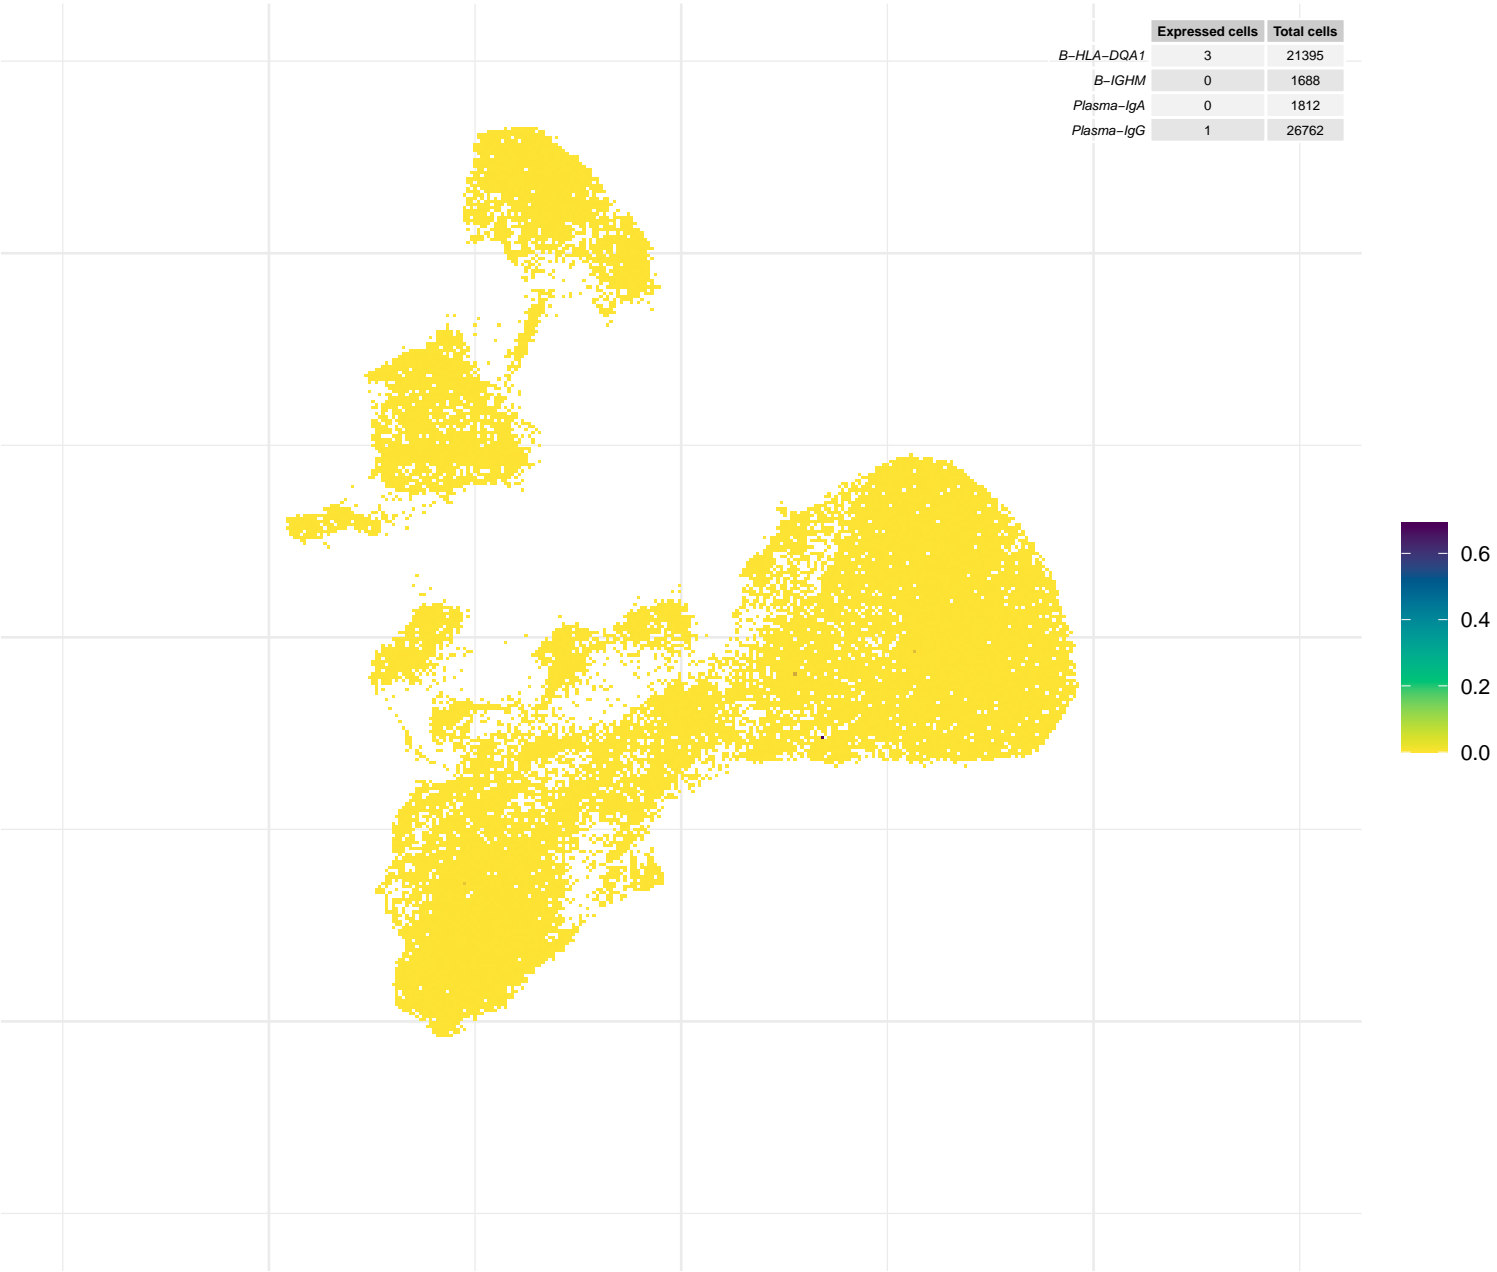 Expressed cells Total cells
B−HLA−DQA1 3 21395
B−IGHM 0 1688
Plasma−IgA 0 1812
Plasma−IgG 1 26762
0.6
0.4
0.2
0.0